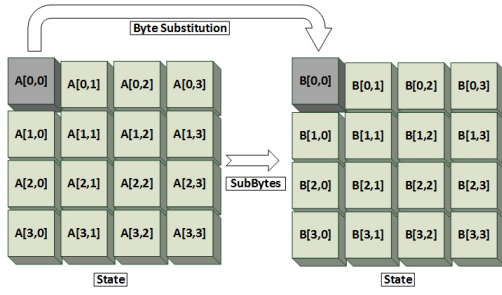 Byte Substitution
A[0,0] A[0,1] A[0,2] A[0,3] B[0,0] B[0,1] B[0,2] B[0,3]
A[1,0] A[1,1] A[1,2] A[1,3] B[1,0] B[1,1] B[1,2] B[1,3]
A[2,0] A[2,1] A[2,2] A[2,3] SubBytes B[2,0] B[2,1] B[2,2] B[2,3]
A[3,0] A[3,1] A[3,2] A[3,3] B[3,0] B[3,1] B[3,2] B[3,3]
State State